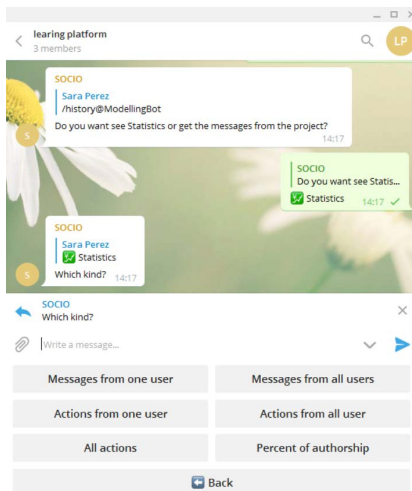 learing platform
3 members
LP
SOCIO
Sara Perez
/history@ModellingBot
Do you want see Statistics or get the messages from the project?
14:17
S
SOCIO
Do you want see Statis...
Statistics
14:17
SOCIO
Sara Perez
Statistics
Which kind?
14:17
S
SOCIO
Which kind?
Write a message...
Messages from one user
Messages from all users
Actions from one user
Actions from all user
All actions
Percent of authorship
Back